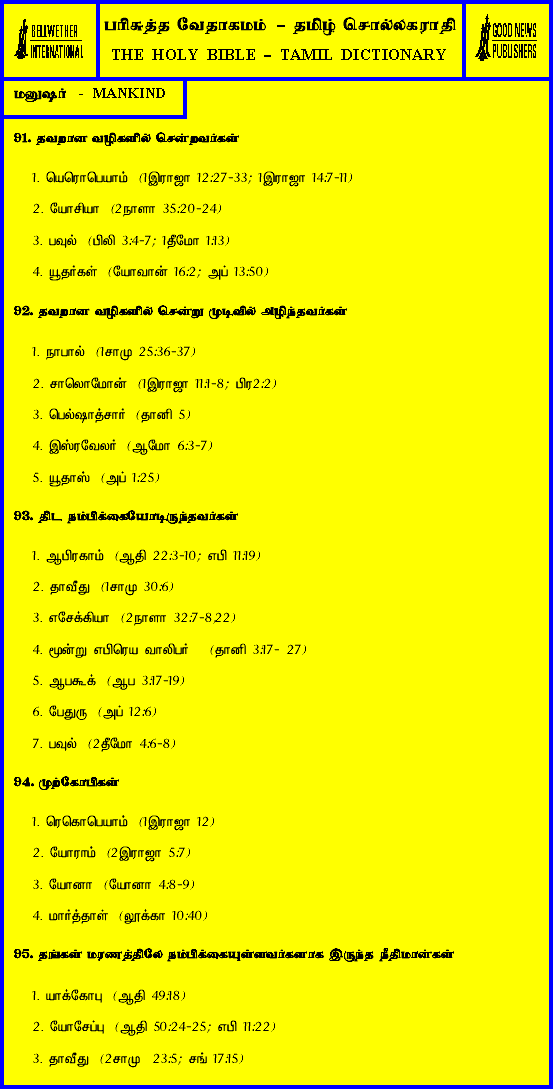 BELLWETHER INTERNATIONAL
பரிசுத்த வேதாகமம் - தமிழ் சொல்லகராதி
THE HOLY BIBLE - TAMIL DICTIONARY
GOOD NEWS PUBLISHERS
மனுஷர் - MANKIND
91. தவறான வழிகளில் சென்றவர்கள்
1. யெரொபெயாம் (1இராஜா 12:27-33; 1இராஜா 14:7-11)
2. யோசியா (2நாளா 35:20-24)
3. பவுல் (பிலி 3:4-7; 1தீமோ 1:13)
4. யூதர்கள் (யோவான் 16:2; அப் 13:50)
92. தவறான வழிகளில் சென்று முடிவில் அழிந்தவர்கள்
1. நாபால் (1சாமு 25:36-37)
2. சாலொமோன் (1இராஜா 11:1-8; பிர2:2)
3. பெல்ஷாத்சார் (தானி 5)
4. இஸ்ரவேலர் (ஆமோ 6:3-7)
5. யூதாஸ் (அப் 1:25)
93. திட நம்பிக்கையோடிருந்தவர்கள்
1. ஆபிரகாம் (ஆதி 22:3-10; எபி 11:19)
2. தாவீது (1சாமு 30:6)
3. எசேக்கியா (2நாளா 32:7-8,22)
4. மூன்று எபிரெய வாலிபர் (தானி 3:17- 27)
5. ஆபகூக் (ஆப 3:17-19)
6. பேதுரு (அப் 12:6)
7. பவுல் (2தீமோ 4:6-8)
94. முற்கோபிகள்
1. ரெகொபெயாம் (1இராஜா 12)
2. யோராம் (2இராஜா 5:7)
3. யோனா (யோனா 4:8-9)
4. மார்த்தாள் (லூக்கா 10:40)
95. தங்கள் மரணத்திலே நம்பிக்கையுள்ளவர்களாக இருந்த நீதிமான்கள்
1. யாக்கோபு (ஆதி 49:18)
2. யோசேப்பு (ஆதி 50:24-25; எபி 11:22)
3. தாவீது (2சாமு 23:5; சங் 17:15)